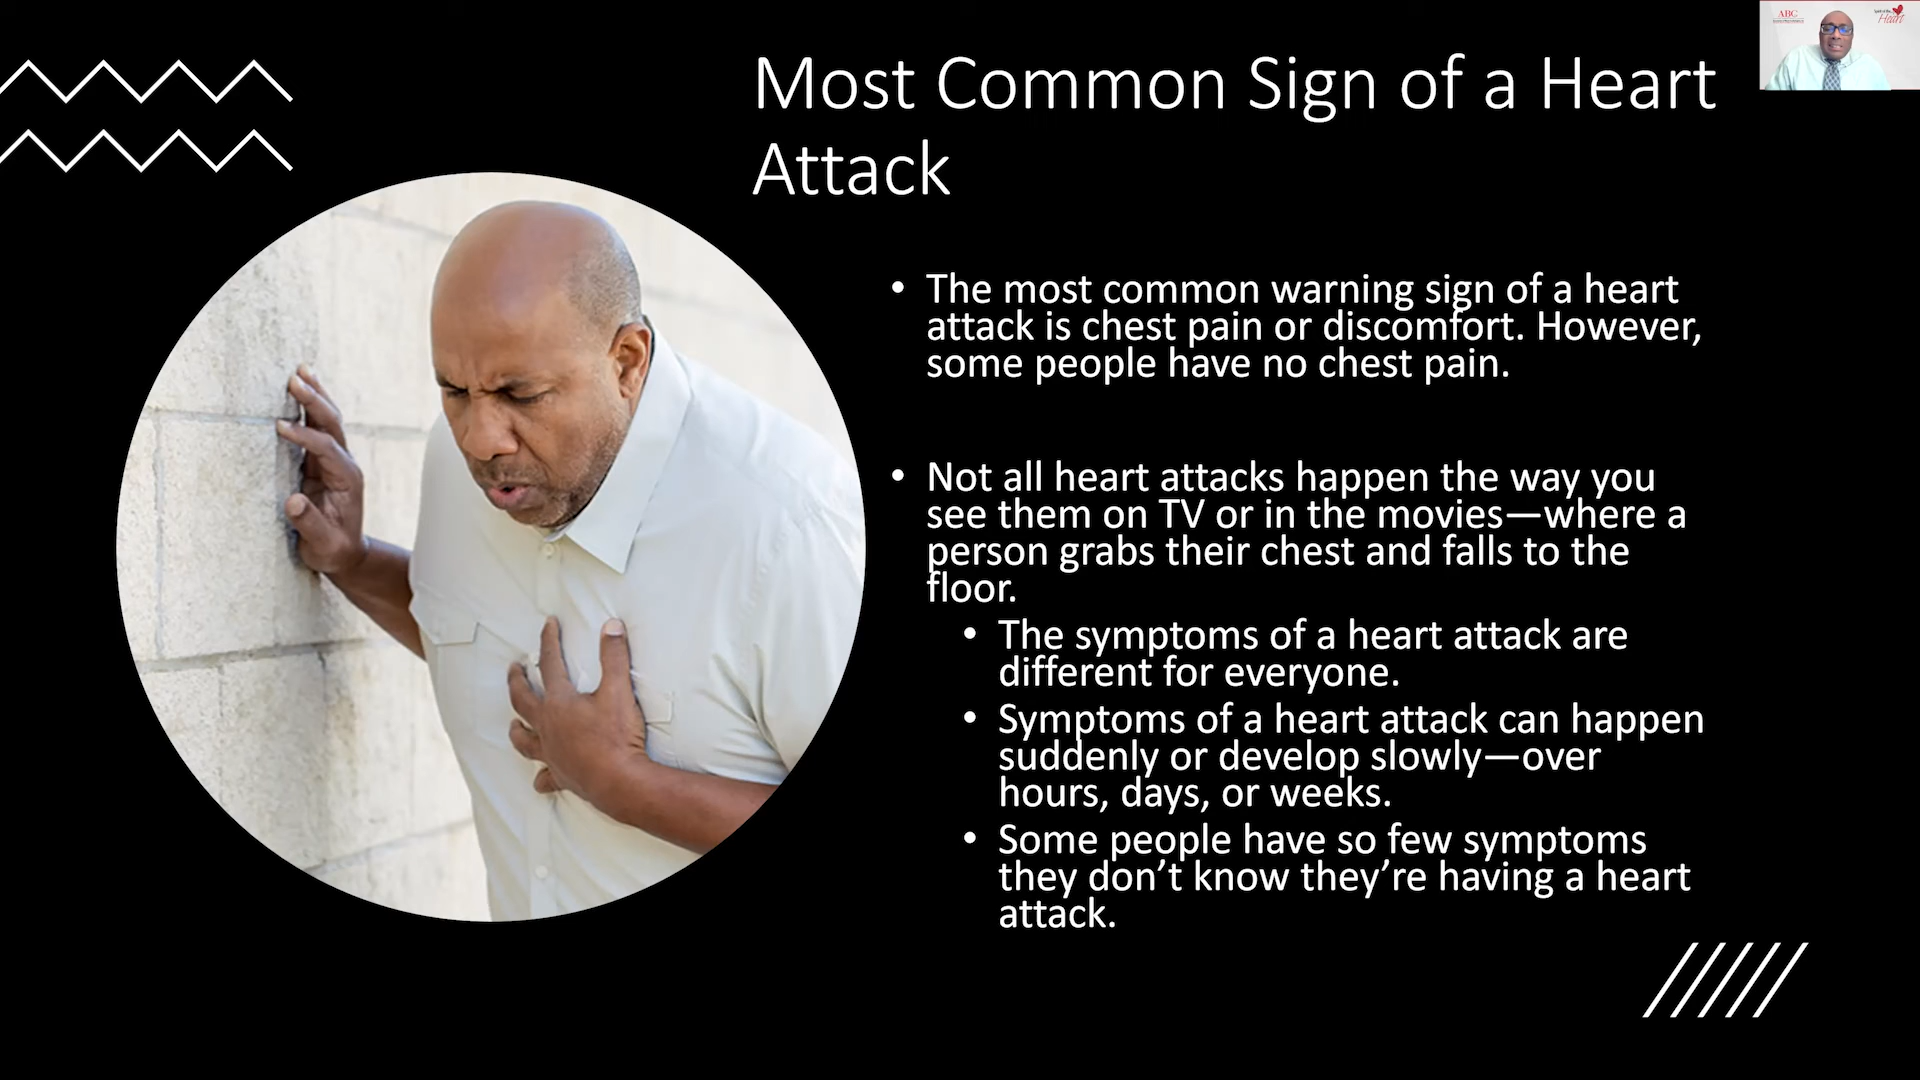 Most Common Sign of a Heart
Attack
• The most common warning sign of a heart
attack is chest pain or discomfort. However,
some people have no chest pain.
• Not all heart attacks happen the way you
see them on TV or in the movies—where a
person grabs their chest and falls to the
floor.
• The symptoms of a heart attack are
different for everyone.
• Symptoms of a heart attack can happen
suddenly or develop slowly—over
hours, days, or weeks.
• Some people have so few symptoms
they don’t know they’re having a heart
attack.
ABC
Heart